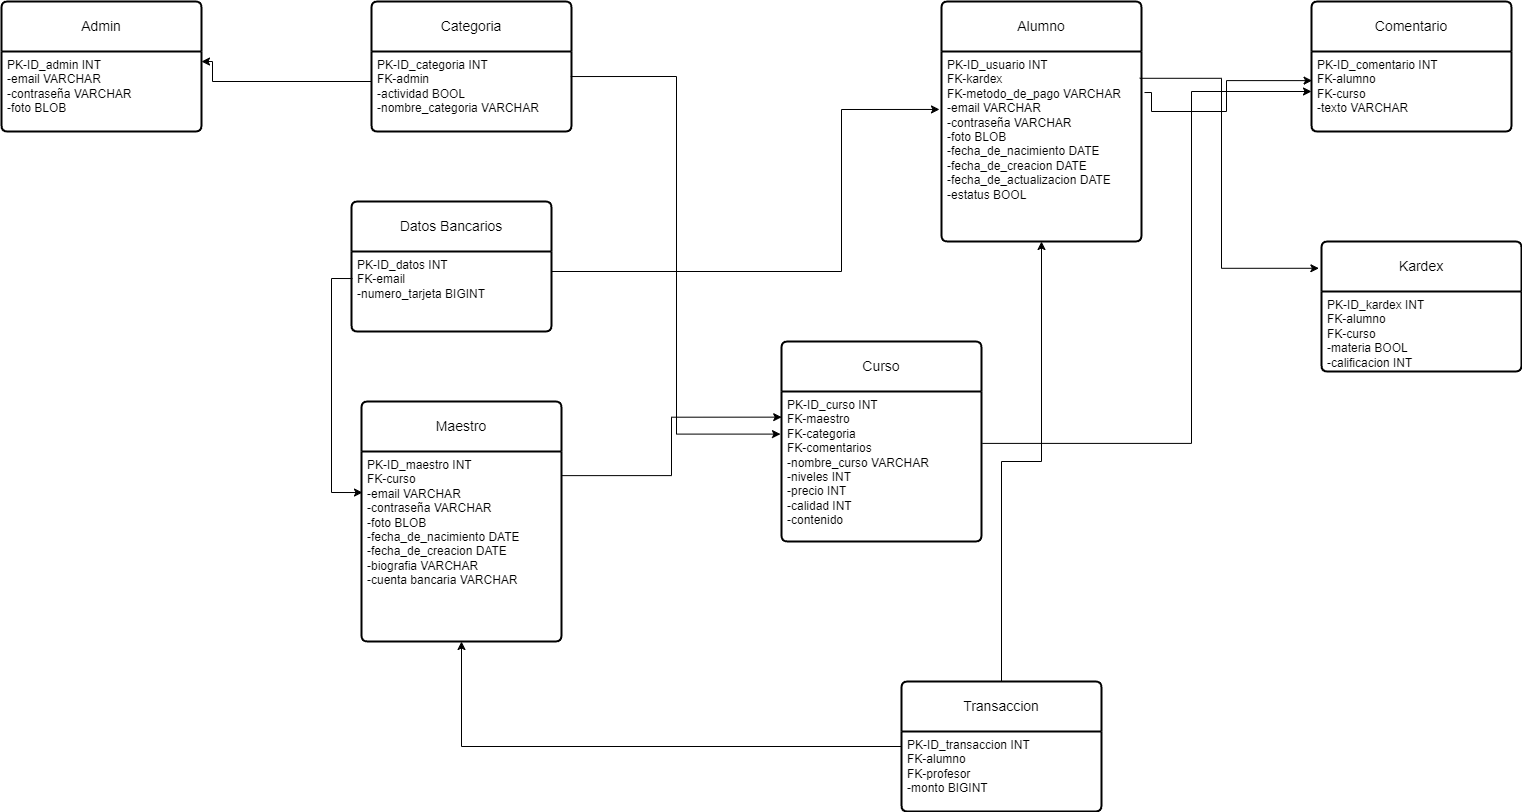 Admin
PK-ID_admin INT
-email VARCHAR
-contraseña VARCHAR
-foto BLOB
Categoria
PK-ID_categoria INT
FK-admin
-actividad BOOL
-nombre_categoria VARCHAR
Alumno
PK-ID_usuario INT
FK-kardex
FK-metodo_de_pago VARCHAR
-email VARCHAR
-contraseña VARCHAR
-foto BLOB
-fecha_de_nacimiento DATE
-fecha_de_creacion DATE
-fecha_de_actualizacion DATE
-estatus BOOL
Comentario
PK-ID_comentario INT
FK-alumno
FK-curso
-texto VARCHAR
Datos Bancarios
PK-ID_datos INT
FK-email
-numero_tarjeta BIGINT
Kardex
PK-ID_kardex INT
FK-alumno
FK-curso
-materia BOOL
-calificacion INT
Curso
PK-ID_curso INT
FK-maestro
FK-categoria
FK-comentarios
-nombre_curso VARCHAR
-niveles INT
-precio INT
-calidad INT
-contenido
Maestro
PK-ID_maestro INT
FK-curso
-email VARCHAR
-contraseña VARCHAR
-foto BLOB
-fecha_de_nacimiento DATE
-fecha_de_creacion DATE
-biografia VARCHAR
-cuenta bancaria VARCHAR
Transaccion
PK-ID_transaccion INT
FK-alumno
FK-profesor
-monto BIGINT